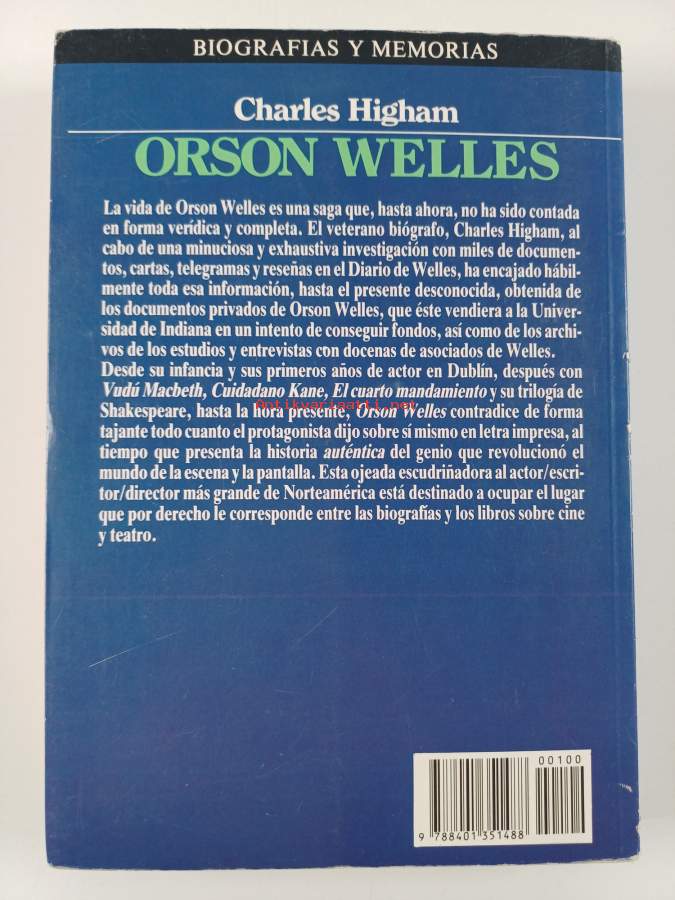 BIOGRAFIAS Y MEMORIAS
Charles Higham
ORSON WELLES
La vida de Orson Welles es una saga que, hasta ahora, no ha sido contada
en forma verídica y completa. El veterano biógrafo, Charles Higham, al
cabo de una minuciosa y exhaustiva investigación con miles de documen-
tos, cartas, telegramas y reseñas en el Diario de Welles, ha encajado hábil-
mente toda esa información, hasta el presente desconocida, obtenida de
los documentos privados de Orson Welles, que éste vendiera a la Univer-
sidad de Indiana en un intento de conseguir fondos, así como de los archi-
vos de los estudios y entrevistas con docenas de asociados de Welles.
Desde su infancia y sus primeros años de actor en Dublín, después con
Vudú Macbeth, Cuidadano Kane, El cuarto mandamiento y su trilogía de
Shakespeare, hasta la hora presente, Orson Welles contradice de forma
tajante todo cuanto el protagonista dijo sobre sí mismo en letra impresa, al
tiempo que presenta la historia auténtica del genio que revolucionó el
mundo de la escena y la pantalla. Esta ojeada escudriñadora al actor/escri-
tor/director más grande de Norteamérica está destinado a ocupar el lugar
que por derecho le corresponde entre las biografías y los libros sobre cine
y teatro.
Antikvariaatti.net
00100
9 788401 351488